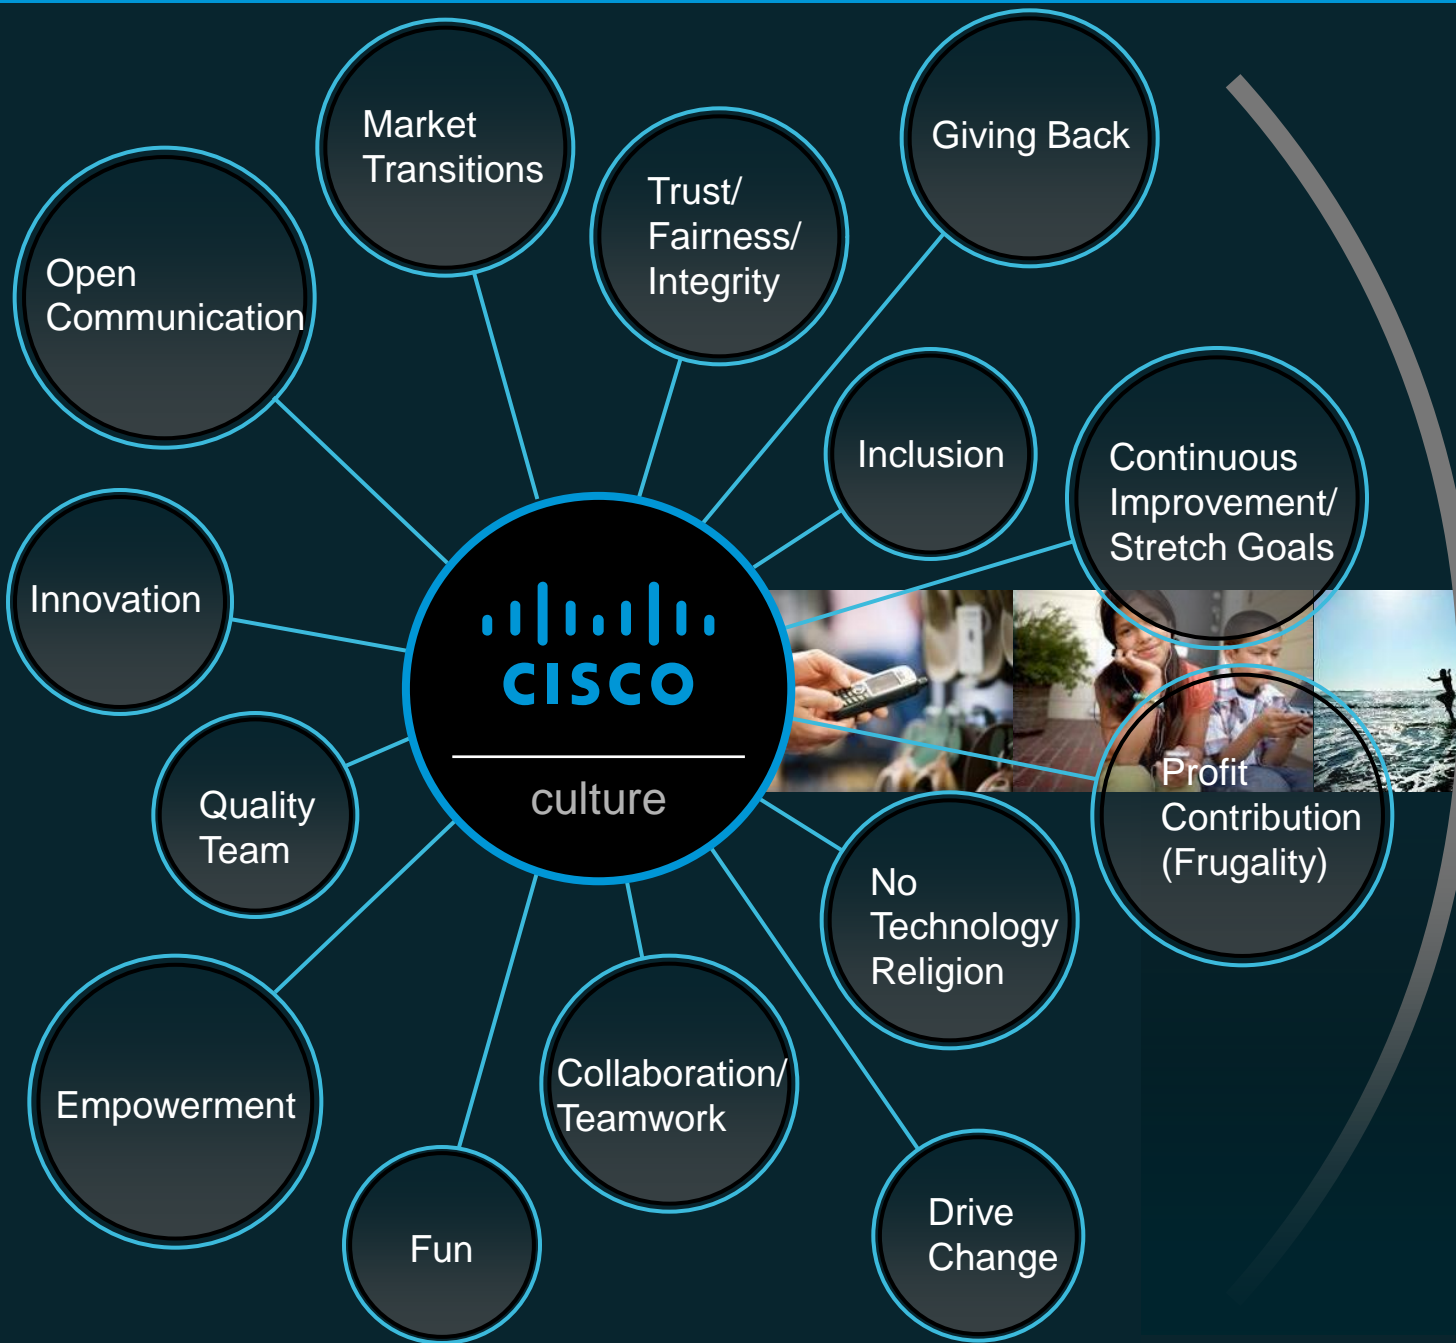 Market
Transitions
Giving Back
Trust/
Fairness/
Integrity
Open
Communication
Inclusion
Continuous
Improvement/
Stretch Goals
Innovation
CISCO
culture
Quality
Team
Profit
Contribution
(Frugality)
No
Technology
Religion
Empowerment
Collaboration/
Teamwork
Fun
Drive
Change